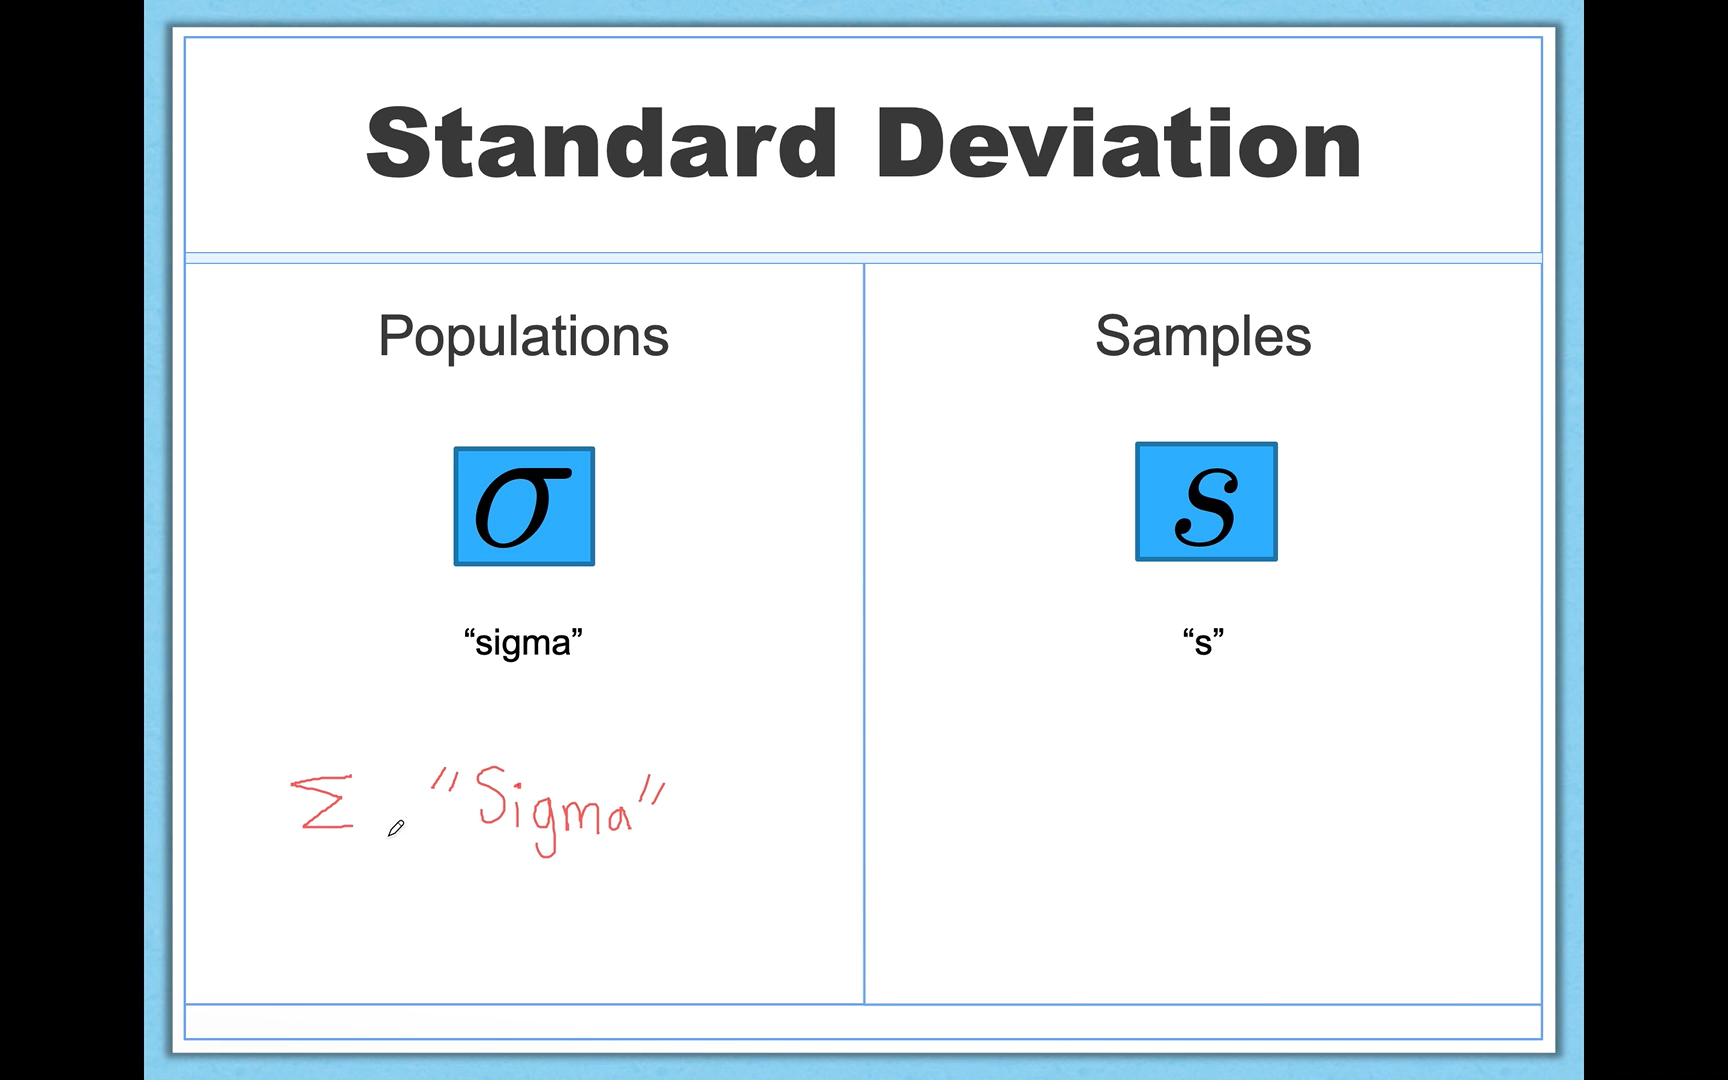 Standard Deviation
Populations
Samples
σ
s
“sigma”
“s”
Σ "Sigma"